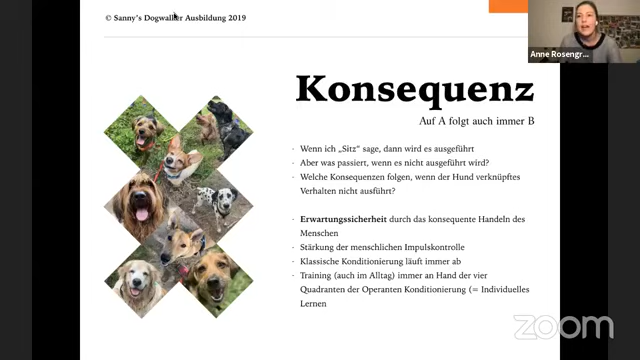 © Sanny's Dogwalker Ausbildung 2019
Anne Rosengr...
Konsequenz
Auf A folgt auch immer B
· Wenn ich „Sitz" sage, dann wird es ausgeführt
· Aber was passiert, wenn es nicht ausgeführt wird?
· Welche Konsequenzen folgen, wenn der Hund verknüpftes
Verhalten nicht ausführt?
· Erwartungssicherheit durch das konsequente Handeln des
Menschen
· Stärkung der menschlichen Impulskontrolle
· Klassische Konditionierung läuft immer ab
· Training (auch im Alltag) immer an Hand der vier
Quadranten der Operanten Konditionierung (= Individuelles
Lernen
zoom